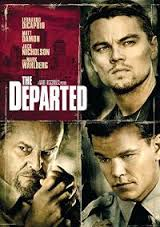 LEONARDO
DICAPRIO
MATT
DAMON
JACK
NICHOLSON
MARK
WAHLBERG
THE
DEPARTED